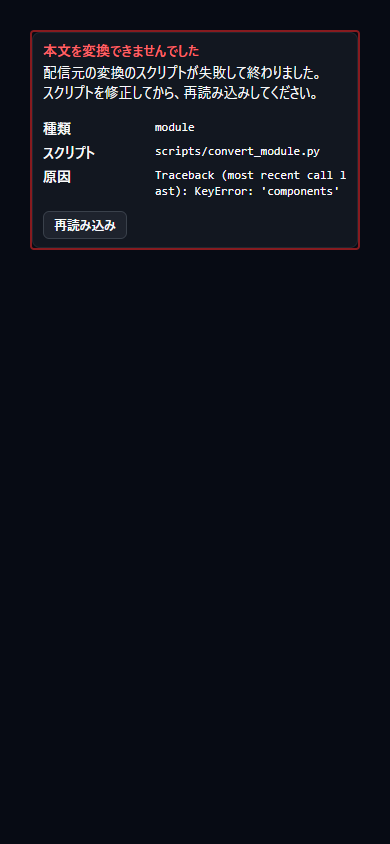 本文を変換できませんでした
配信元の変換のスクリプトが失敗して終わりました。
スクリプトを修正してから、再読み込みしてください。
種類 module
スクリプト scripts/convert_module.py
原因 Traceback (most recent call l
ast): KeyError: 'components'
再読み込み